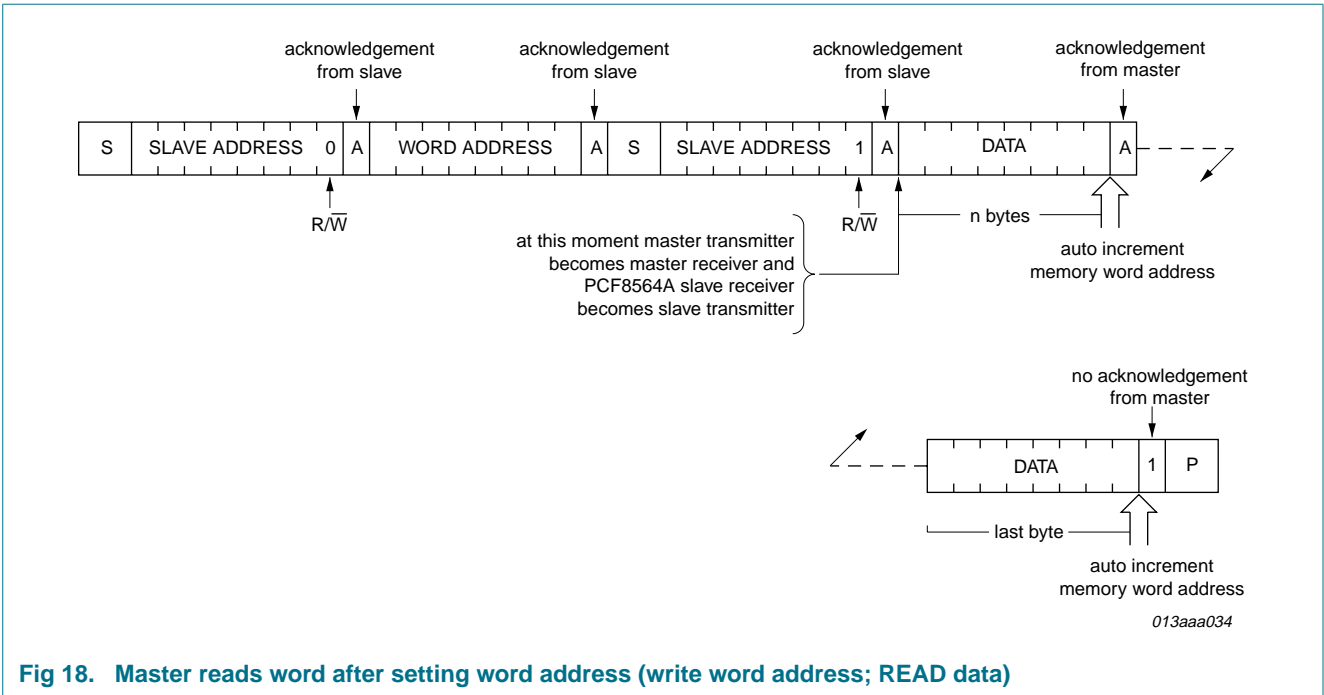 acknowledgement
from slave
acknowledgement
from slave
acknowledgement
from slave
acknowledgement
from master
S SLAVE ADDRESS 0 A WORD ADDRESS A S SLAVE ADDRESS 1 A DATA A
R/W̅
R/W̅
n bytes
at this moment master transmitter
becomes master receiver and
PCF8564A slave receiver
becomes slave transmitter
auto increment
memory word address
no acknowledgement
from master
DATA 1 P
last byte
auto increment
memory word address
013aaa034
Fig 18. Master reads word after setting word address (write word address; READ data)